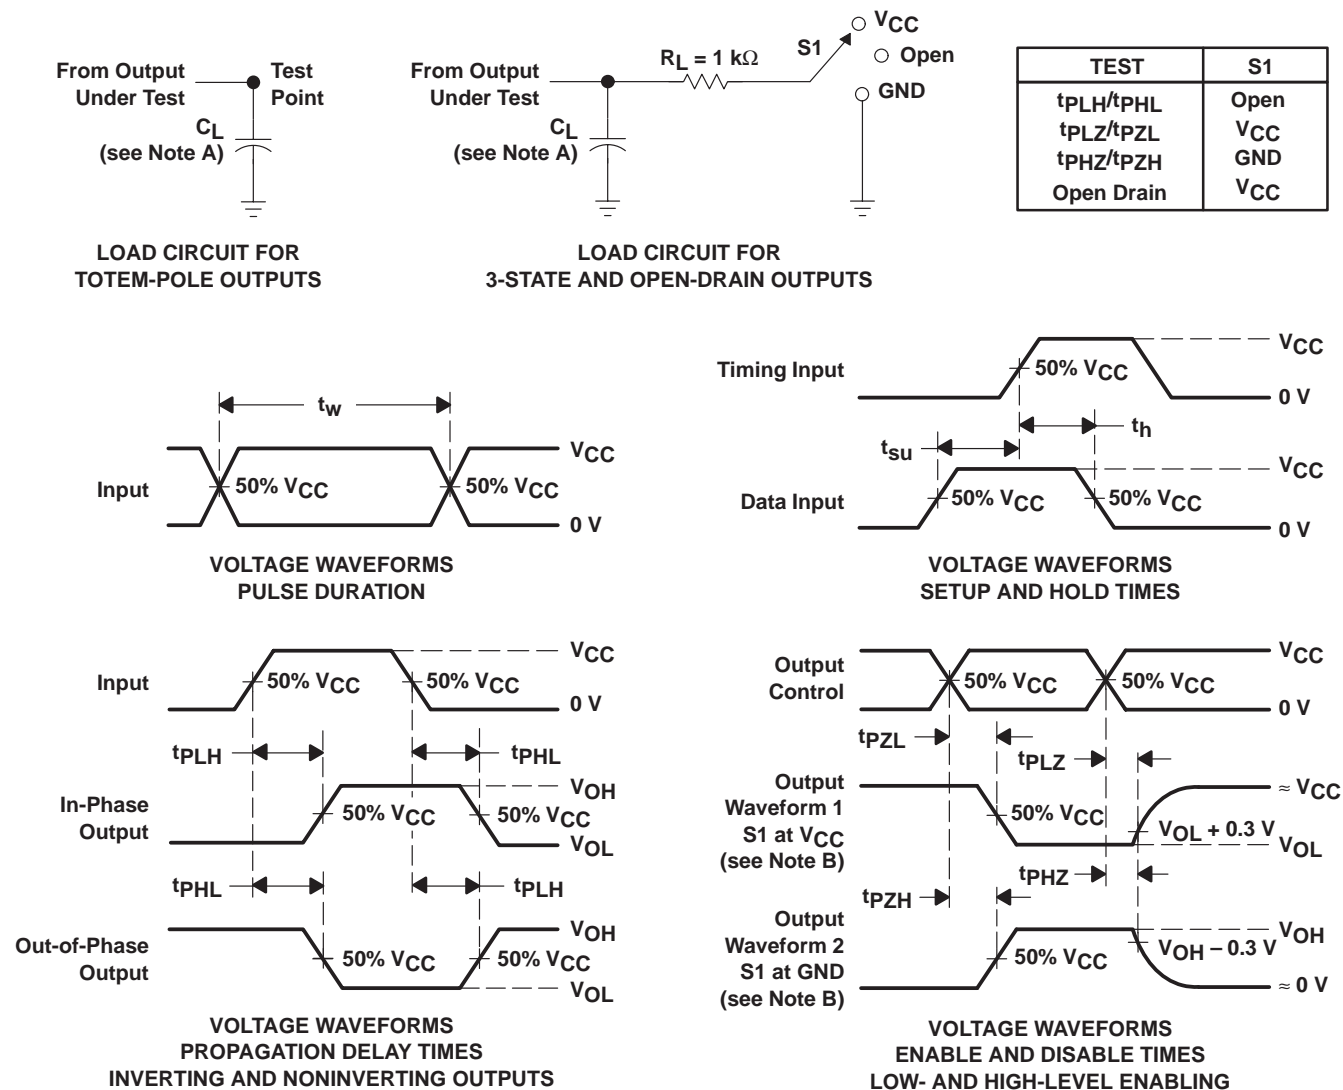 From Output
Under Test
Test
Point
CL
(see Note A)
LOAD CIRCUIT FOR
TOTEM-POLE OUTPUTS
From Output
Under Test
RL = 1 kΩ
S1
VCC
Open
GND
CL
(see Note A)
LOAD CIRCUIT FOR
3-STATE AND OPEN-DRAIN OUTPUTS
TEST S1
tPLH/tPHL Open
tPLZ/tPZL VCC
tPHZ/tPZH GND
Open Drain VCC
tw
Input
50% VCC
50% VCC
VCC
0 V
VOLTAGE WAVEFORMS
PULSE DURATION
Timing Input
50% VCC
VCC
0 V
tsu
th
Data Input
50% VCC
50% VCC
VCC
0 V
VOLTAGE WAVEFORMS
SETUP AND HOLD TIMES
Input
50% VCC
50% VCC
VCC
0 V
tPLH
tPHL
In-Phase
Output
50% VCC
50% VCC
VOH
VOL
tPHL
tPLH
Out-of-Phase
Output
50% VCC
50% VCC
VOH
VOL
VOLTAGE WAVEFORMS
PROPAGATION DELAY TIMES
INVERTING AND NONINVERTING OUTPUTS
Output
Control
50% VCC
50% VCC
VCC
0 V
tPZL
tPLZ
Output
Waveform 1
S1 at VCC
(see Note B)
50% VCC
VOL + 0.3 V
≈ VCC
VOL
tPZH
tPHZ
Output
Waveform 2
S1 at GND
(see Note B)
50% VCC
VOH − 0.3 V
VOH
≈ 0 V
VOLTAGE WAVEFORMS
ENABLE AND DISABLE TIMES
LOW- AND HIGH-LEVEL ENABLING